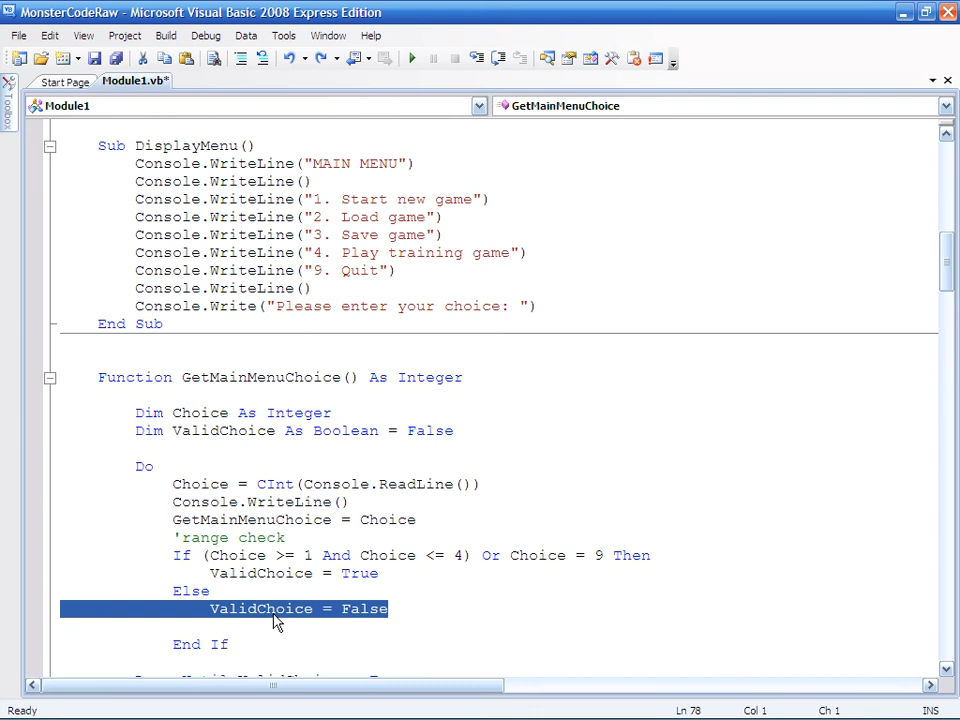 MonsterCodeRaw - Microsoft Visual Basic 2008 Express Edition
File Edit View Project Build Debug Data Tools Window Help
Start Page Module1.vb*
Toolbox
Module1 GetMainMenuChoice
Sub DisplayMenu()
Console.WriteLine("MAIN MENU")
Console.WriteLine()
Console.WriteLine("1. Start new game")
Console.WriteLine("2. Load game")
Console.WriteLine("3. Save game")
Console.WriteLine("4. Play training game")
Console.WriteLine("9. Quit")
Console.WriteLine()
Console.Write("Please enter your choice: ")
End Sub
Function GetMainMenuChoice() As Integer
Dim Choice As Integer
Dim ValidChoice As Boolean = False
Do
Choice = CInt(Console.ReadLine())
Console.WriteLine()
GetMainMenuChoice = Choice
'range check
If (Choice >= 1 And Choice <= 4) Or Choice = 9 Then
ValidChoice = True
Else
ValidChoice = False
End If
Ready Ln 78 Col 1 Ch 1 INS